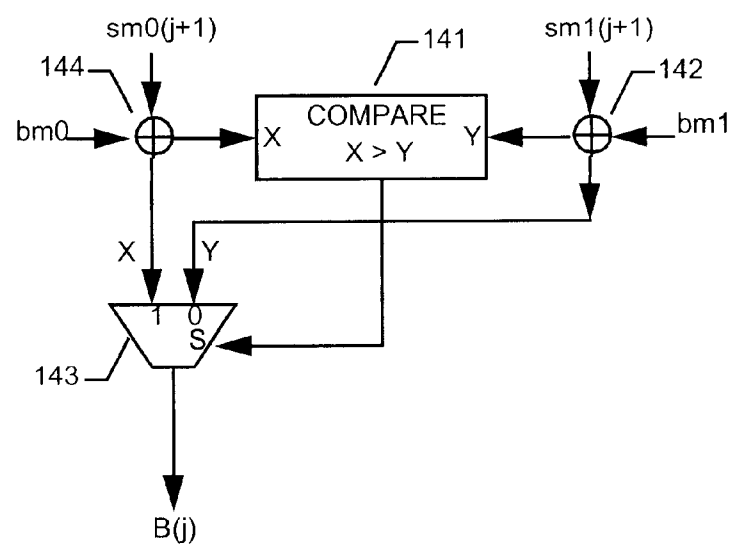 sm0(j+1)
141
sm1(j+1)
144
142
bm0
X
COMPARE
X > Y
Y
bm1
X
Y
1
0
S
143
B(j)